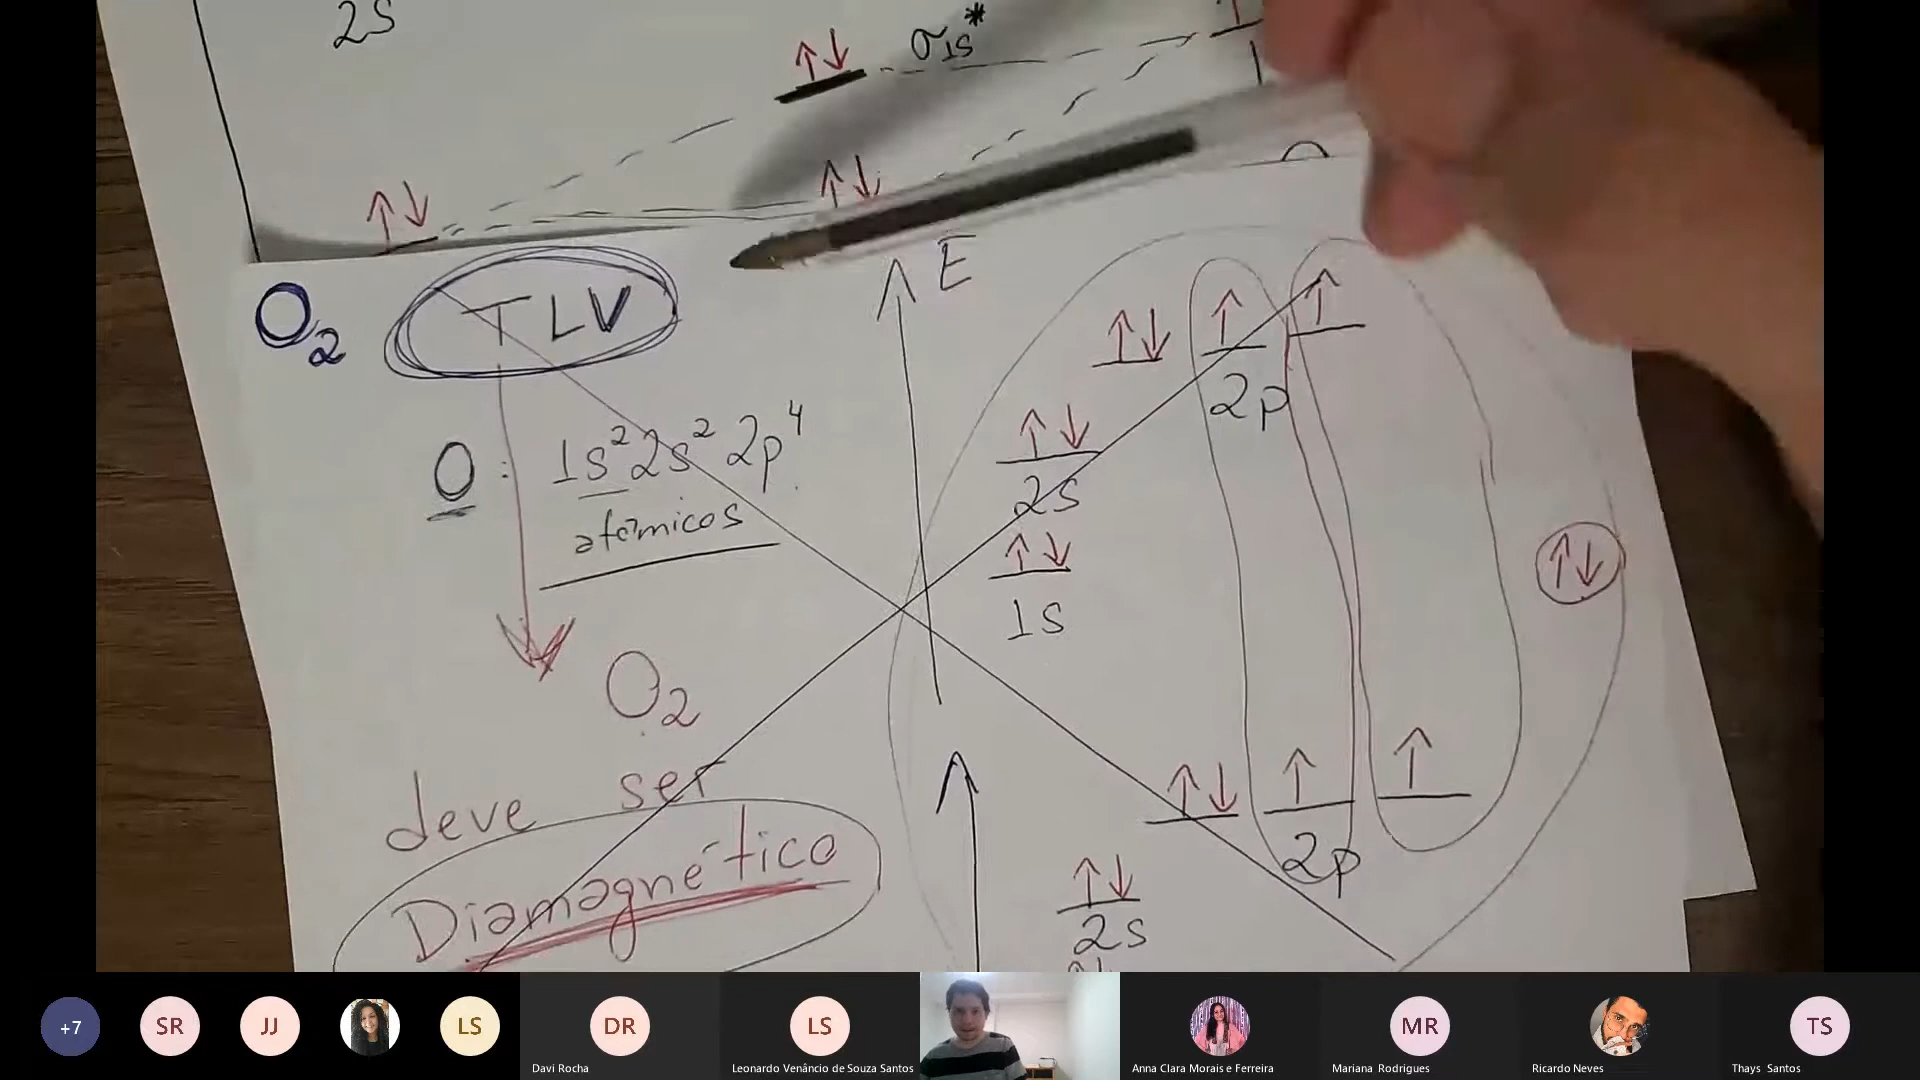 2s
σ1s*
O2 TLV
E
O: 1s² 2s² 2p⁴
atômicos
2p
2s
1s
O2
deve ser
Diamagnético
2p
2s
+7
SR
JJ
LS
DR
Davi Rocha
LS
Leonardo Venâncio de Souza Santos
Anna Clara Morais e Ferreira
MR
Mariana Rodrigues
Ricardo Neves
TS
Thays Santos